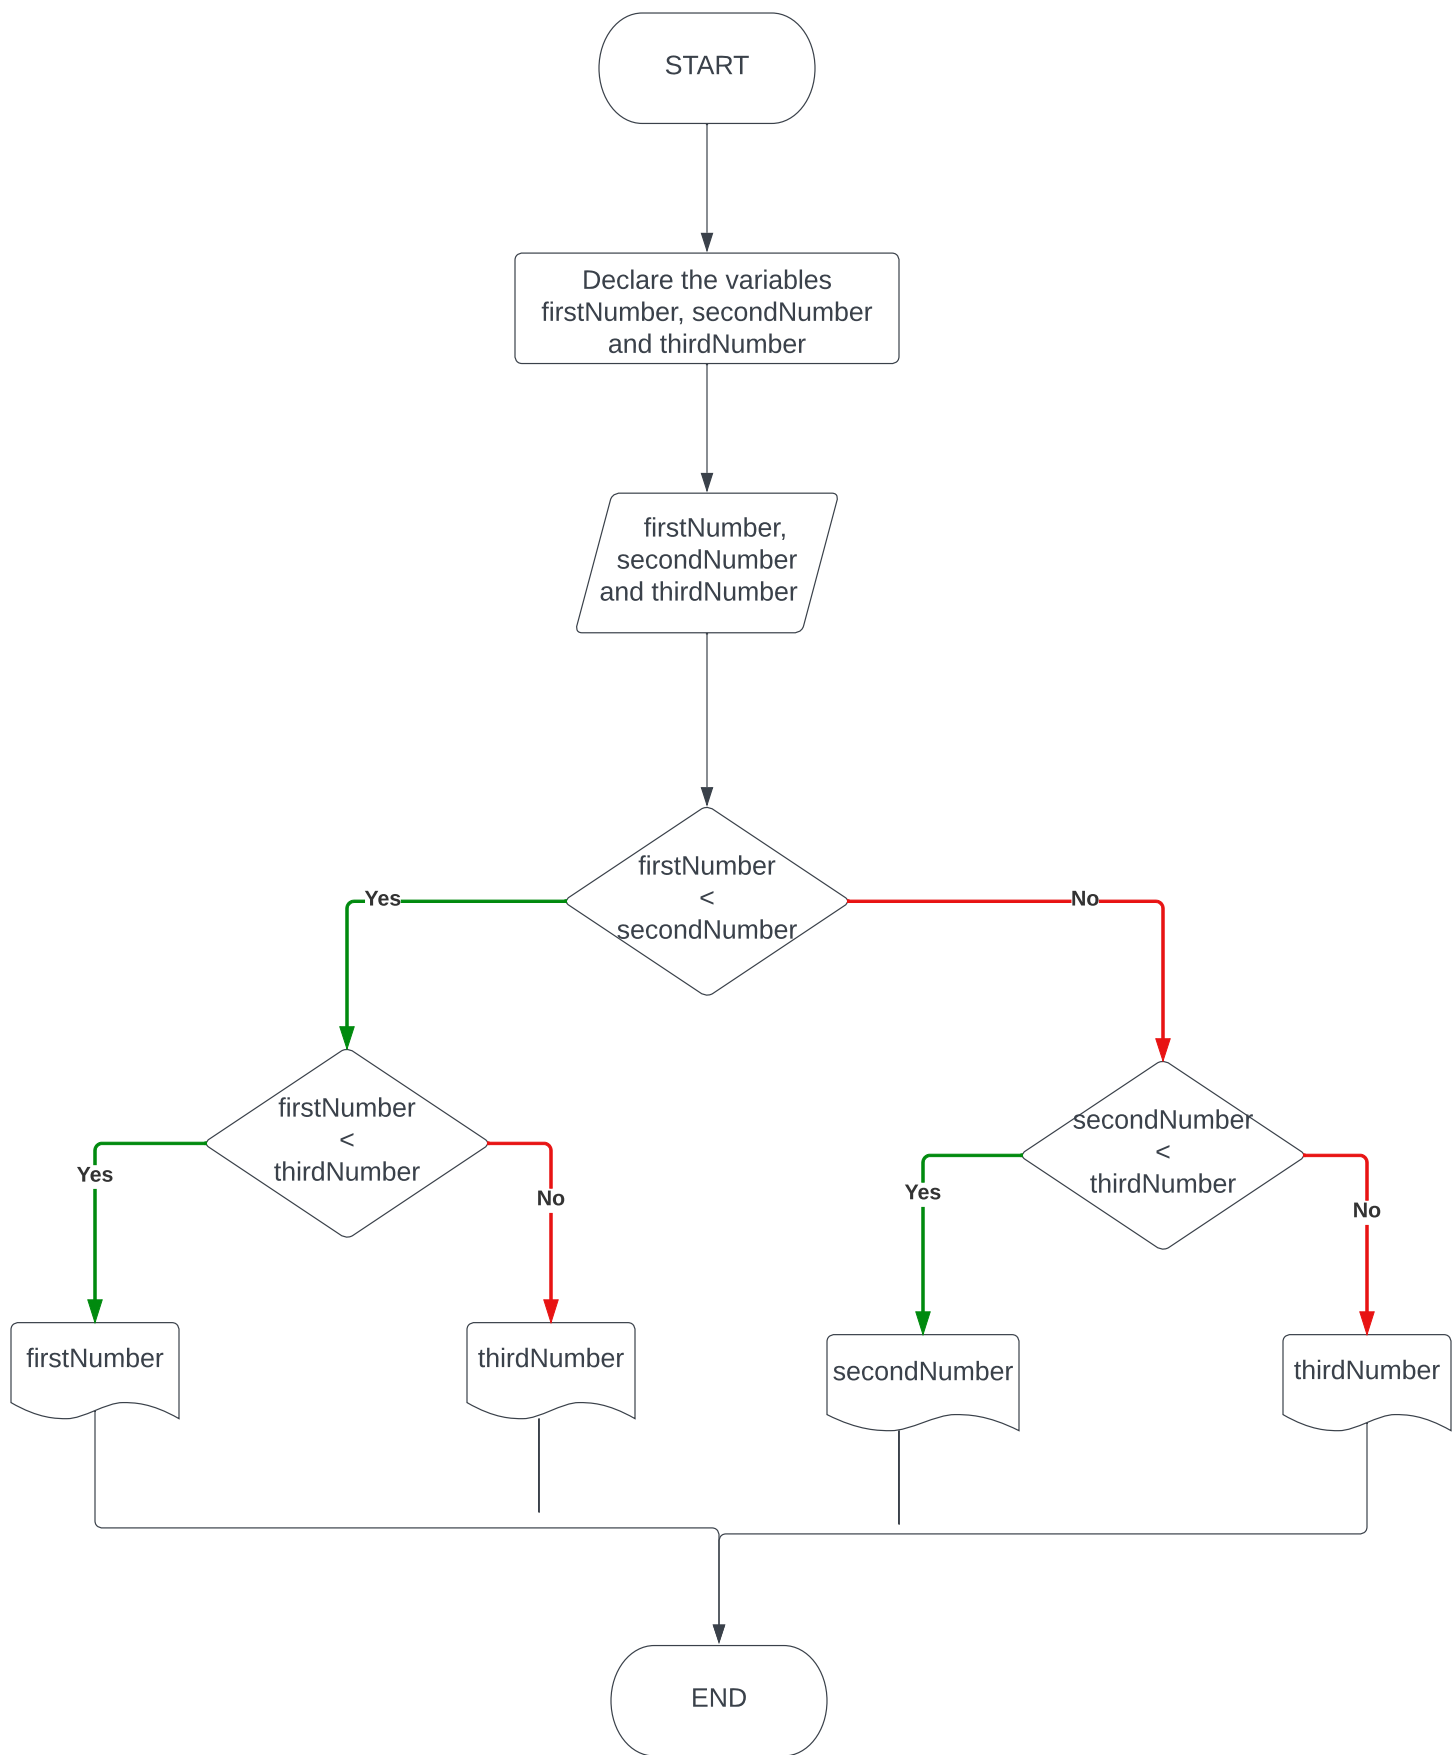 START
Declare the variables
firstNumber, secondNumber
and thirdNumber
firstNumber,
secondNumber
and thirdNumber
firstNumber
<
secondNumber
Yes
No
firstNumber
<
thirdNumber
secondNumber
<
thirdNumber
Yes
No
Yes
No
firstNumber
thirdNumber
secondNumber
thirdNumber
END